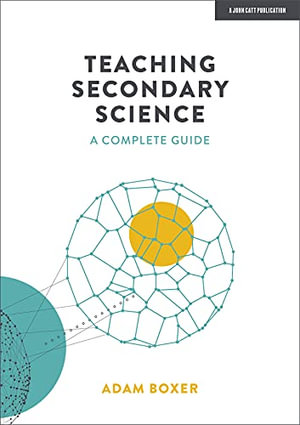 A JOHN CATT PUBLICATION
TEACHING
SECONDARY
SCIENCE
A COMPLETE GUIDE
ADAM BOXER